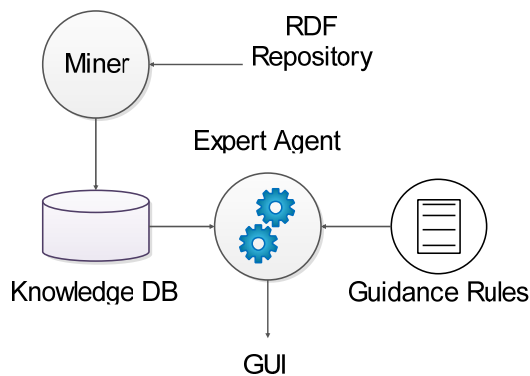 RDF
Repository
Miner
Expert Agent
Knowledge DB
Guidance Rules
GUI